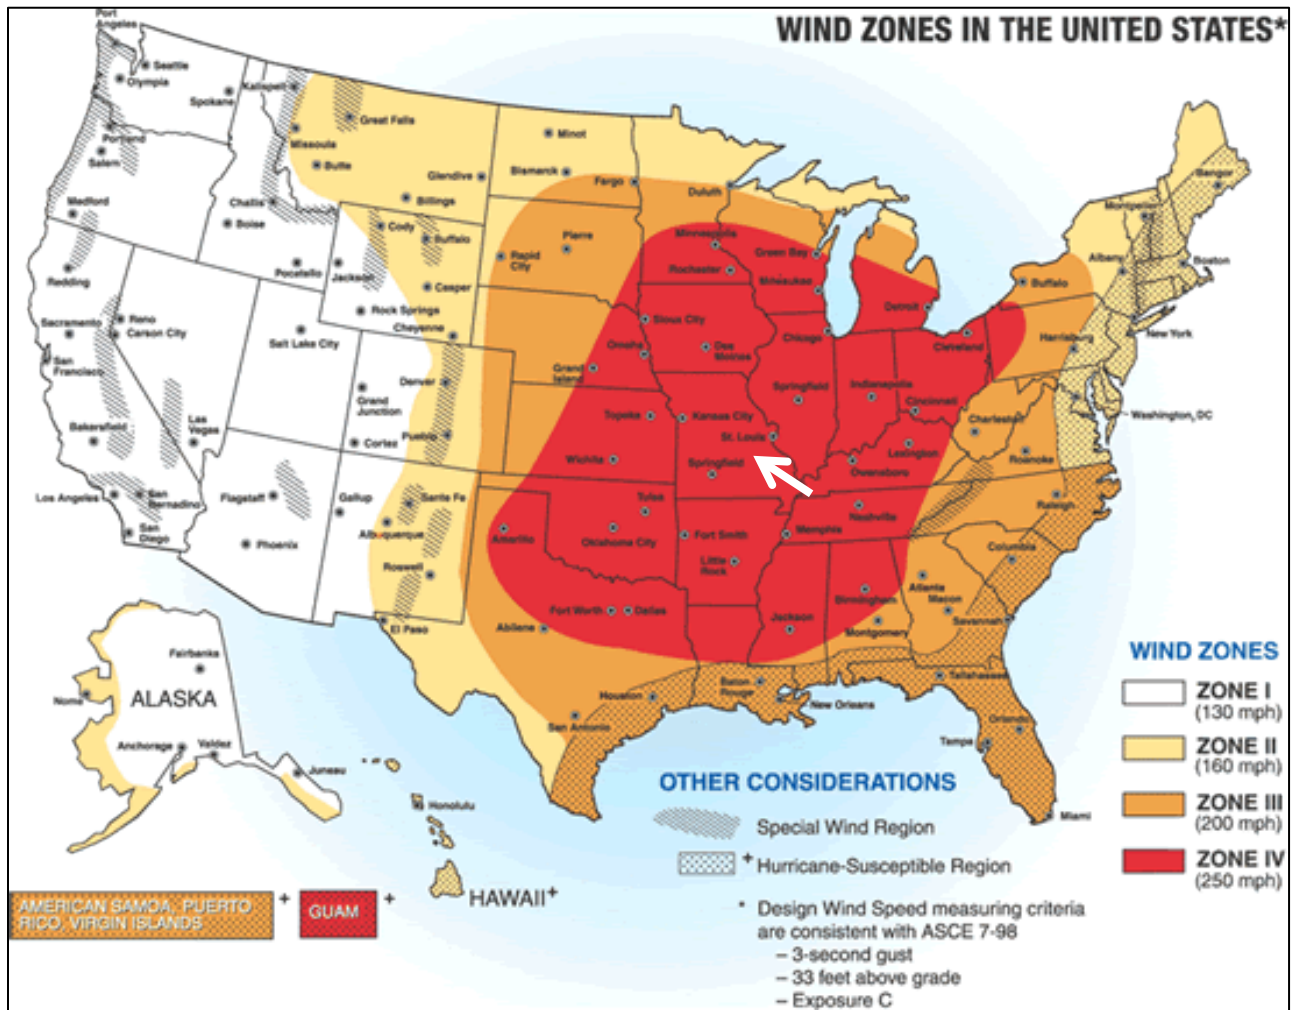 WIND ZONES IN THE UNITED STATES*
Port
Angeles
Seattle
Olympia
Spokane
Kalispell
Great Falls
Minot
Portland
Missoula
Salem
Butte
Glendive
Bismarck
Fargo
Duluth
Bangor
Medford
Challis
Billings
Montpelier
Boise
Cody
Buffalo
Pierre
Minneapolis
Green Bay
Albany
Boston
Rapid
City
Redding
Pocatello
Jackson
Rochester
Milwaukee
Buffalo
Casper
Detroit
Sacramento
Reno
Carson City
Rock Springs
Cheyenne
Sioux City
New York
Salt Lake City
Omaha
Des
Moines
Chicago
Cleveland
Harrisburg
San
Francisco
Grand
Island
Denver
Springfield
Indianapolis
Grand
Junction
Cincinnati
Washington, DC
Bakersfield
Las
Vegas
Cortez
Pueblo
Topeka
Kansas City
St. Louis
Charleston
Lexington
Roanoke
Wichita
Springfield
Owensboro
Los Angeles
San
Bernadino
Flagstaff
Gallup
Sante Fe
Tulsa
Raleigh
San
Diego
Phoenix
Albuquerque
Amarillo
Oklahoma City
Fort Smith
Memphis
Nashville
Columbia
Roswell
Little
Rock
Atlanta
Macon
Birmingham
El Paso
Fort Worth
Dallas
Abilene
Jackson
Montgomery
Savannah
Fairbanks
Nome
ALASKA
Anchorage
Valdez
Juneau
Houston
Baton
Rouge
New Orleans
Tallahassee
San Antonio
Orlando
Tampa
Miami
Honolulu
HAWAII+
AMERICAN SAMOA, PUERTO
RICO, VIRGIN ISLANDS
+
GUAM
+
WIND ZONES
ZONE I
(130 mph)
ZONE II
(160 mph)
ZONE III
(200 mph)
ZONE IV
(250 mph)
OTHER CONSIDERATIONS
Special Wind Region
+ Hurricane-Susceptible Region
* Design Wind Speed measuring criteria
are consistent with ASCE 7-98
– 3-second gust
– 33 feet above grade
– Exposure C